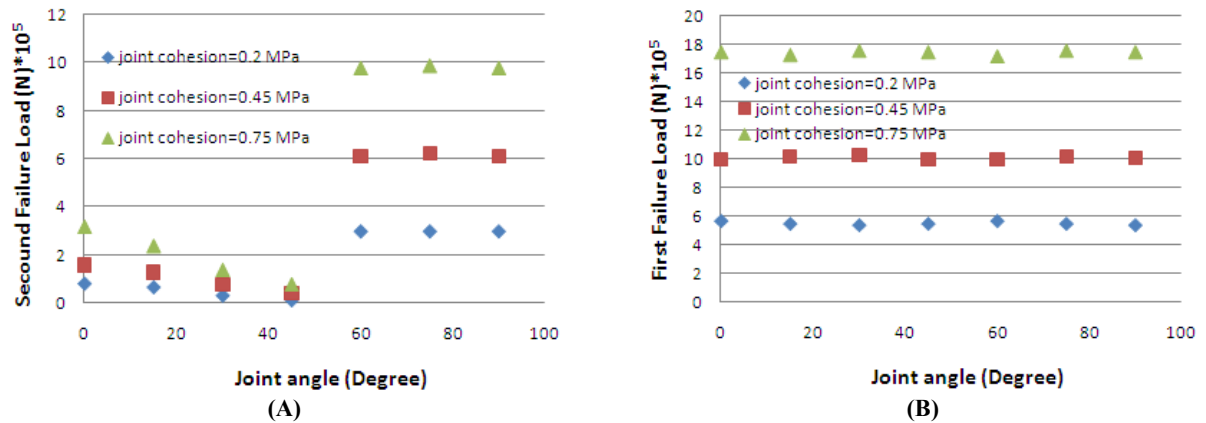 Secound Failure Load (N)*10^5
12
10
8
6
4
2
0
joint cohesion=0.2 MPa
joint cohesion=0.45 MPa
joint cohesion=0.75 MPa
0 20 40 60 80 100
Joint angle (Degree)
(A)
First Failure Load (N)*10^5
20
18
16
14
12
10
8
6
4
2
0
joint cohesion=0.2 MPa
joint cohesion=0.45 MPa
joint cohesion=0.75 MPa
0 20 40 60 80 100
Joint angle (Degree)
(B)